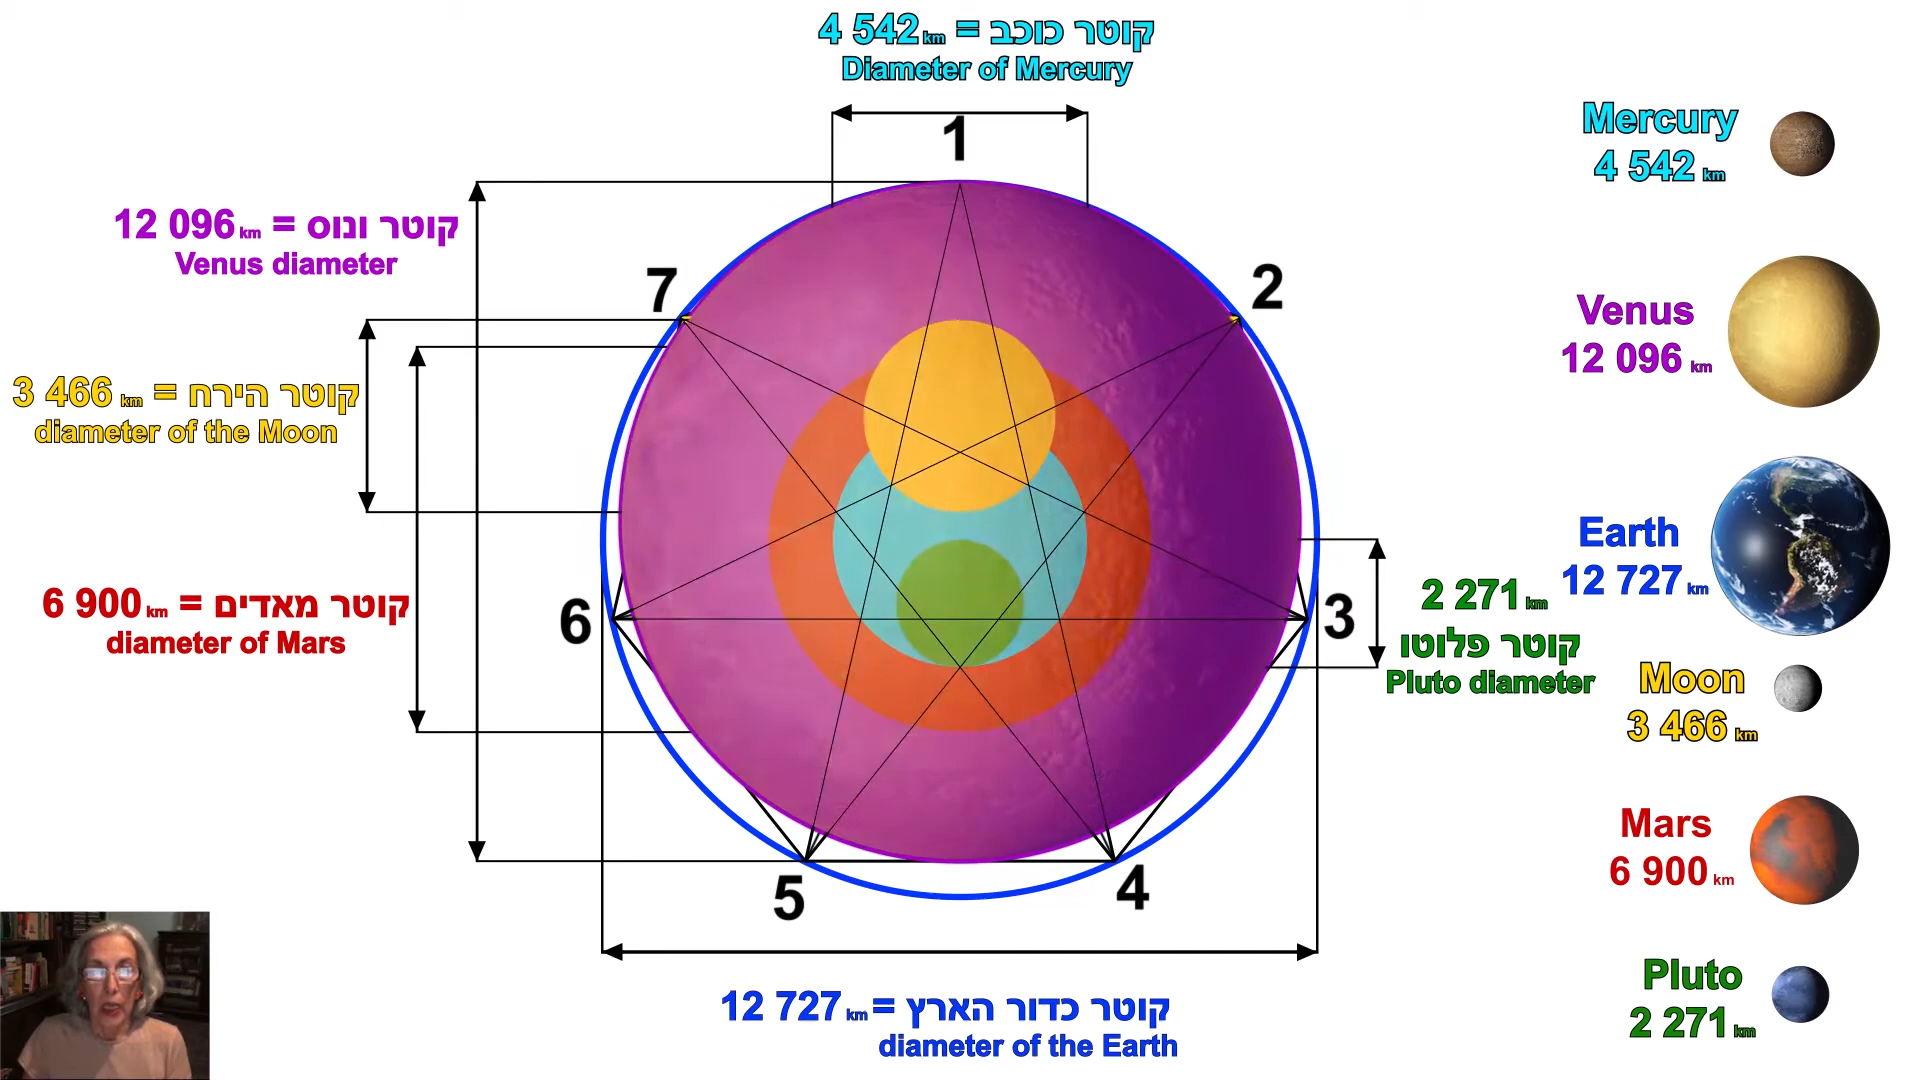 4 542 km = קוטר כוכב
Diameter of Mercury
1
12 096 km = קוטר ונוס
Venus diameter
7
2
3 466 km = קוטר הירח
diameter of the Moon
6 900 km = קוטר מאדים
diameter of Mars
6
3
2 271 km
קוטר פלוטו
Pluto diameter
5
4
12 727 km = קוטר כדור הארץ
diameter of the Earth
Mercury
4 542 km
Venus
12 096 km
Earth
12 727 km
Moon
3 466 km
Mars
6 900 km
Pluto
2 271 km